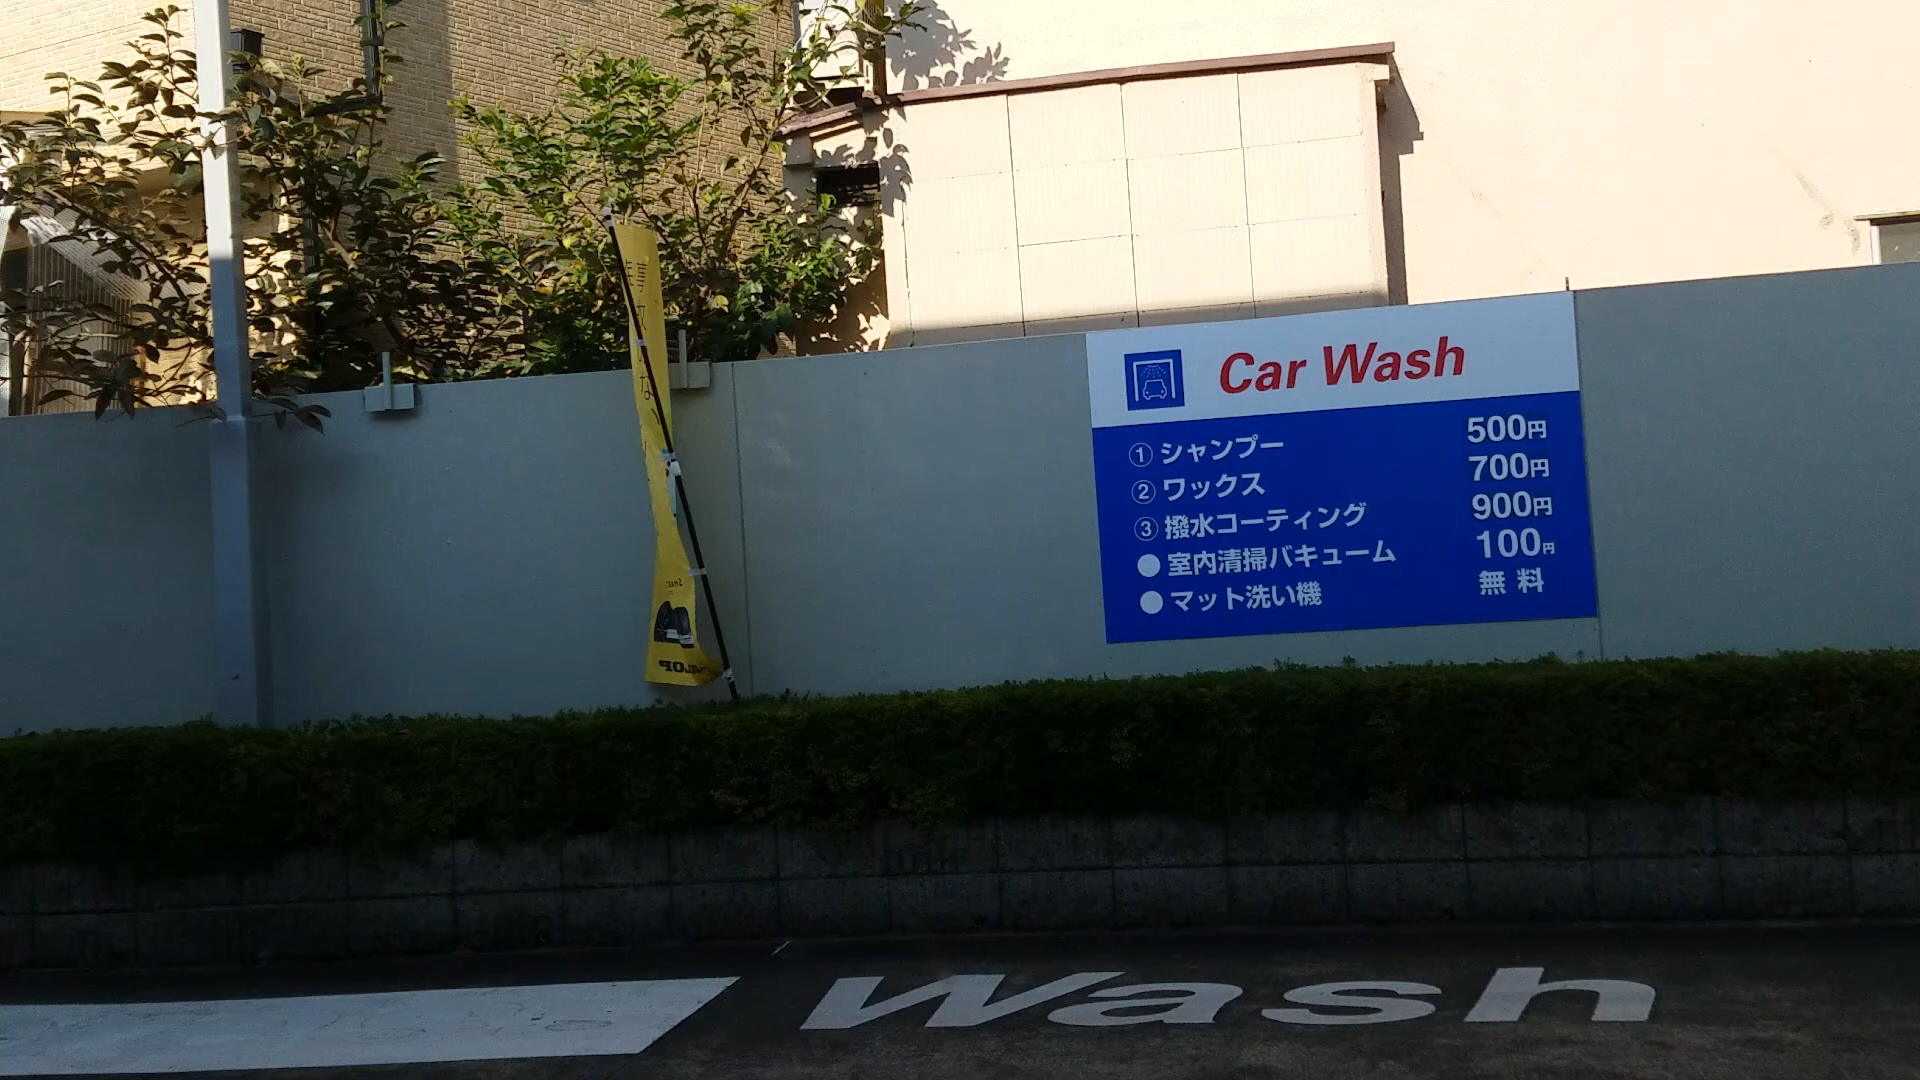 Car Wash
① シャンプー 500円
② ワックス 700円
③ 撥水コーティング 900円
● 室内清掃バキューム 100円
● マット洗い機 無料
Wash